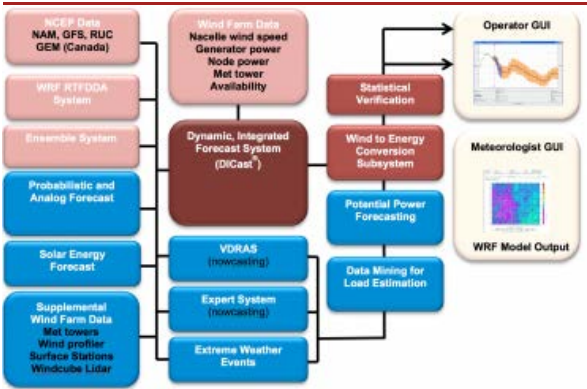 NCEP Data
NAM, GFS, RUC
GEM (Canada)
WRF RTFDDA
System
Ensemble System
Probabilistic and
Analog Forecast
Solar Energy
Forecast
Supplemental
Wind Farm Data
Met towers
Wind profiler
Surface Stations
Windcube Lidar
Wind Farm Data
Nacelle wind speed
Generator power
Node power
Met tower
Availability
Dynamic, Integrated
Forecast System
(DICast®)
VDRAS
(nowcasting)
Expert System
(nowcasting)
Extreme Weather
Events
Statistical
Verification
Wind to Energy
Conversion
Subsystem
Potential Power
Forecasting
Data Mining for
Load Estimation
Operator GUI
Meteorologist GUI
WRF Model Output